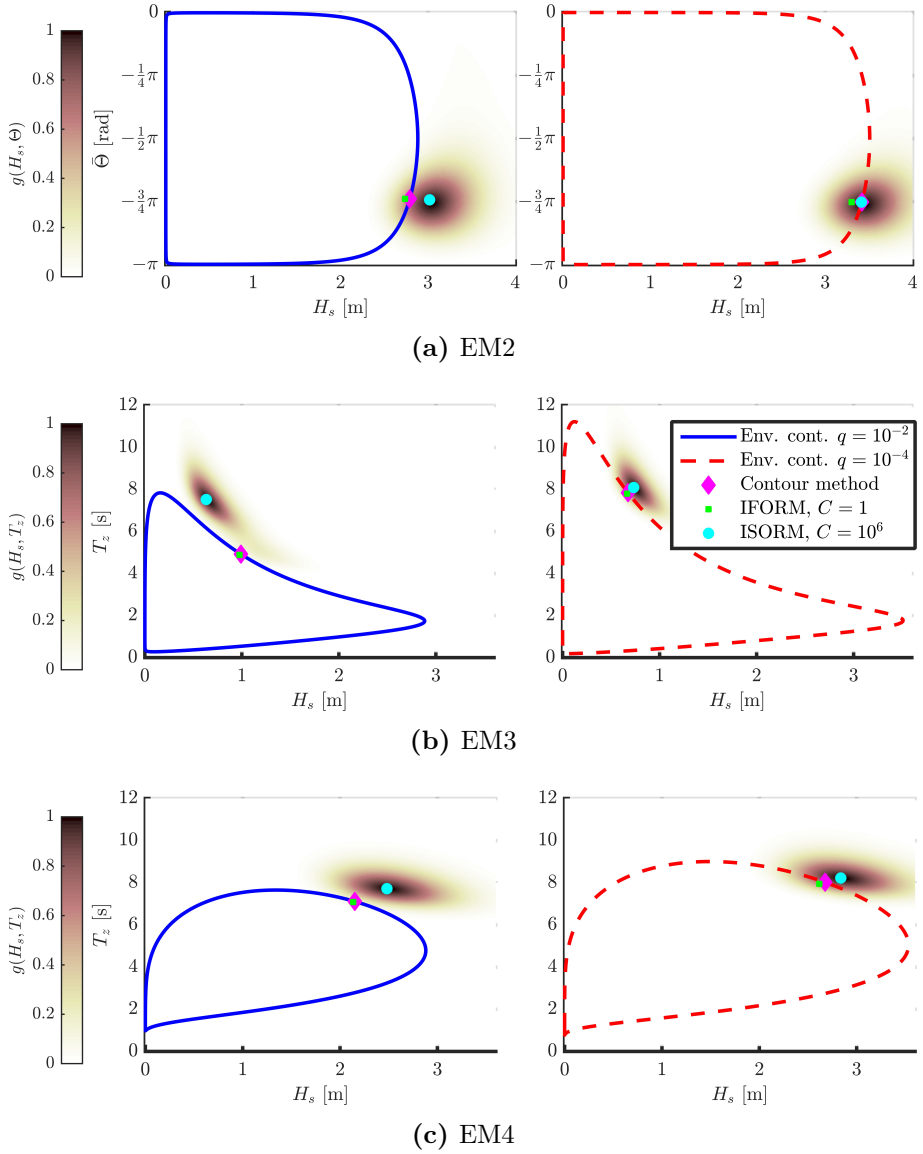 0
0
1
0.8
0.6
0.4
0.2
0
g(H_s, Θ)
Θ̄ [rad]
−1/4π
−1/2π
−3/4π
−π
−1/4π
−1/2π
−3/4π
−π
0 1 2 3 4
0 1 2 3 4
H_s [m]
H_s [m]
(a) EM2
1
0.8
0.6
0.4
0.2
0
g(H_s, T_z)
T_z [s]
12
10
8
6
4
2
0
12
10
8
6
4
2
0
Env. cont. q = 10⁻²
Env. cont. q = 10⁻⁴
Contour method
IFORM, C = 1
ISORM, C = 10⁶
0 1 2 3
0 1 2 3
H_s [m]
H_s [m]
(b) EM3
1
0.8
0.6
0.4
0.2
0
g(H_s, T_z)
T_z [s]
12
10
8
6
4
2
0
12
10
8
6
4
2
0
0 1 2 3
0 1 2 3
H_s [m]
H_s [m]
(c) EM4